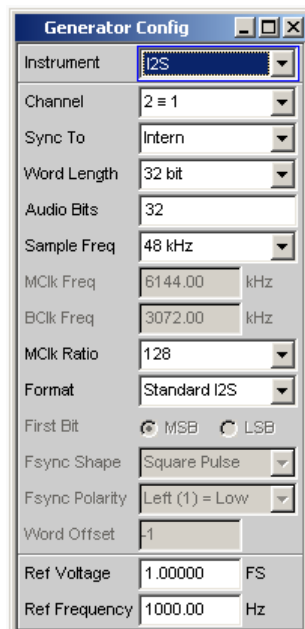 Generator Config
Instrument I2S
Channel 2 ≡ 1
Sync To Intern
Word Length 32 bit
Audio Bits 32
Sample Freq 48 kHz
MClk Freq 6144.00 kHz
BClk Freq 3072.00 kHz
MClk Ratio 128
Format Standard I2S
First Bit MSB LSB
Fsync Shape Square Pulse
Fsync Polarity Left (1) = Low
Word Offset -1
Ref Voltage 1.00000 FS
Ref Frequency 1000.00 Hz